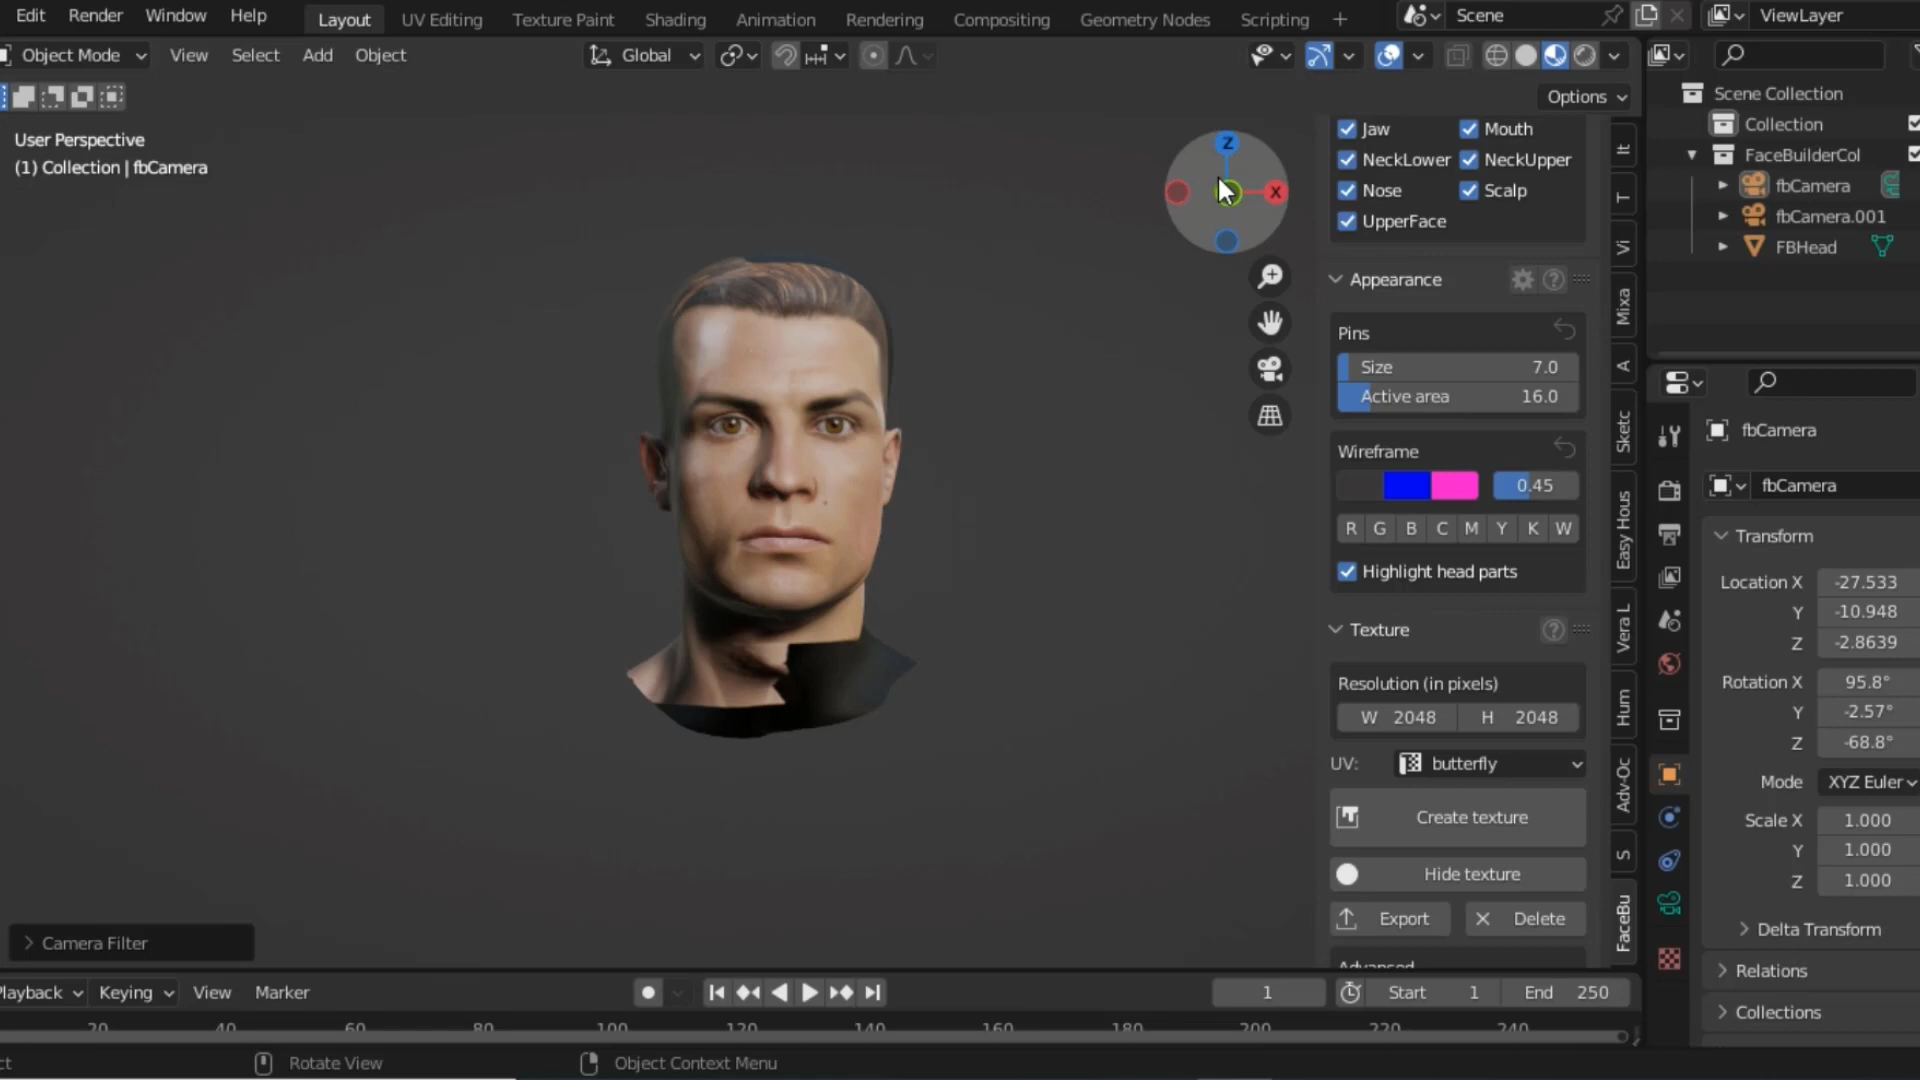 Edit Render Window Help Layout UV Editing Texture Paint Shading Animation Rendering Compositing Geometry Nodes Scripting + Scene ViewLayer
Object Mode View Select Add Object Global
Options
User Perspective
(1) Collection | fbCamera
Z
X
Jaw Mouth
NeckLower NeckUpper
Nose Scalp
UpperFace
Appearance
Pins
Size 7.0
Active area 16.0
Wireframe
0.45
R G B C M Y K W
Highlight head parts
Texture
Resolution (in pixels)
W 2048 H 2048
UV: butterfly
Create texture
Hide texture
Export Delete
It
T
Vi
Mixa
A
Sketc
Easy Hous
Vera L
Hum
Adv-Oc
S
FaceBu
Scene Collection
Collection
FaceBuilderCol
fbCamera
fbCamera.001
FBHead
fbCamera
fbCamera
Transform
Location X -27.533
Y -10.948
Z -2.8639
Rotation X 95.8°
Y -2.57°
Z -68.8°
Mode XYZ Euler
Scale X 1.000
Y 1.000
Z 1.000
Delta Transform
Relations
Collections
Camera Filter
Playback Keying View Marker 1 Start 1 End 250
20 40 60 80 100 120 140 160 180 200 220 240
ct Rotate View Object Context Menu